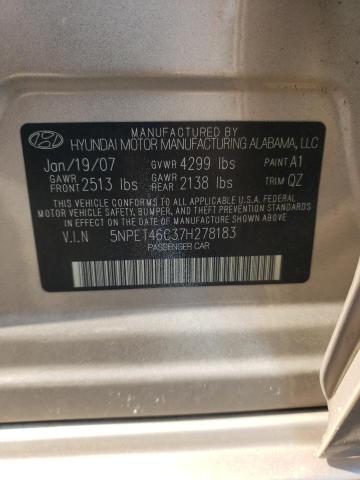 MANUFACTURED BY
HYUNDAI MOTOR MANUFACTURING ALABAMA, LLC
Jan/19/07 GVWR 4299 lbs PAINT A1
GAWR FRONT 2513 lbs GAWR REAR 2138 lbs TRIM QZ
THIS VEHICLE CONFORMS TO ALL APPLICABLE U.S.A. FEDERAL
MOTOR VEHICLE SAFETY, BUMPER, AND THEFT PREVENTION
STANDARDS IN EFFECT ON THE DATE OF MANUFACTURE SHOWN ABOVE.
V.I.N 5NPET46C37H278183
PASSENGER CAR